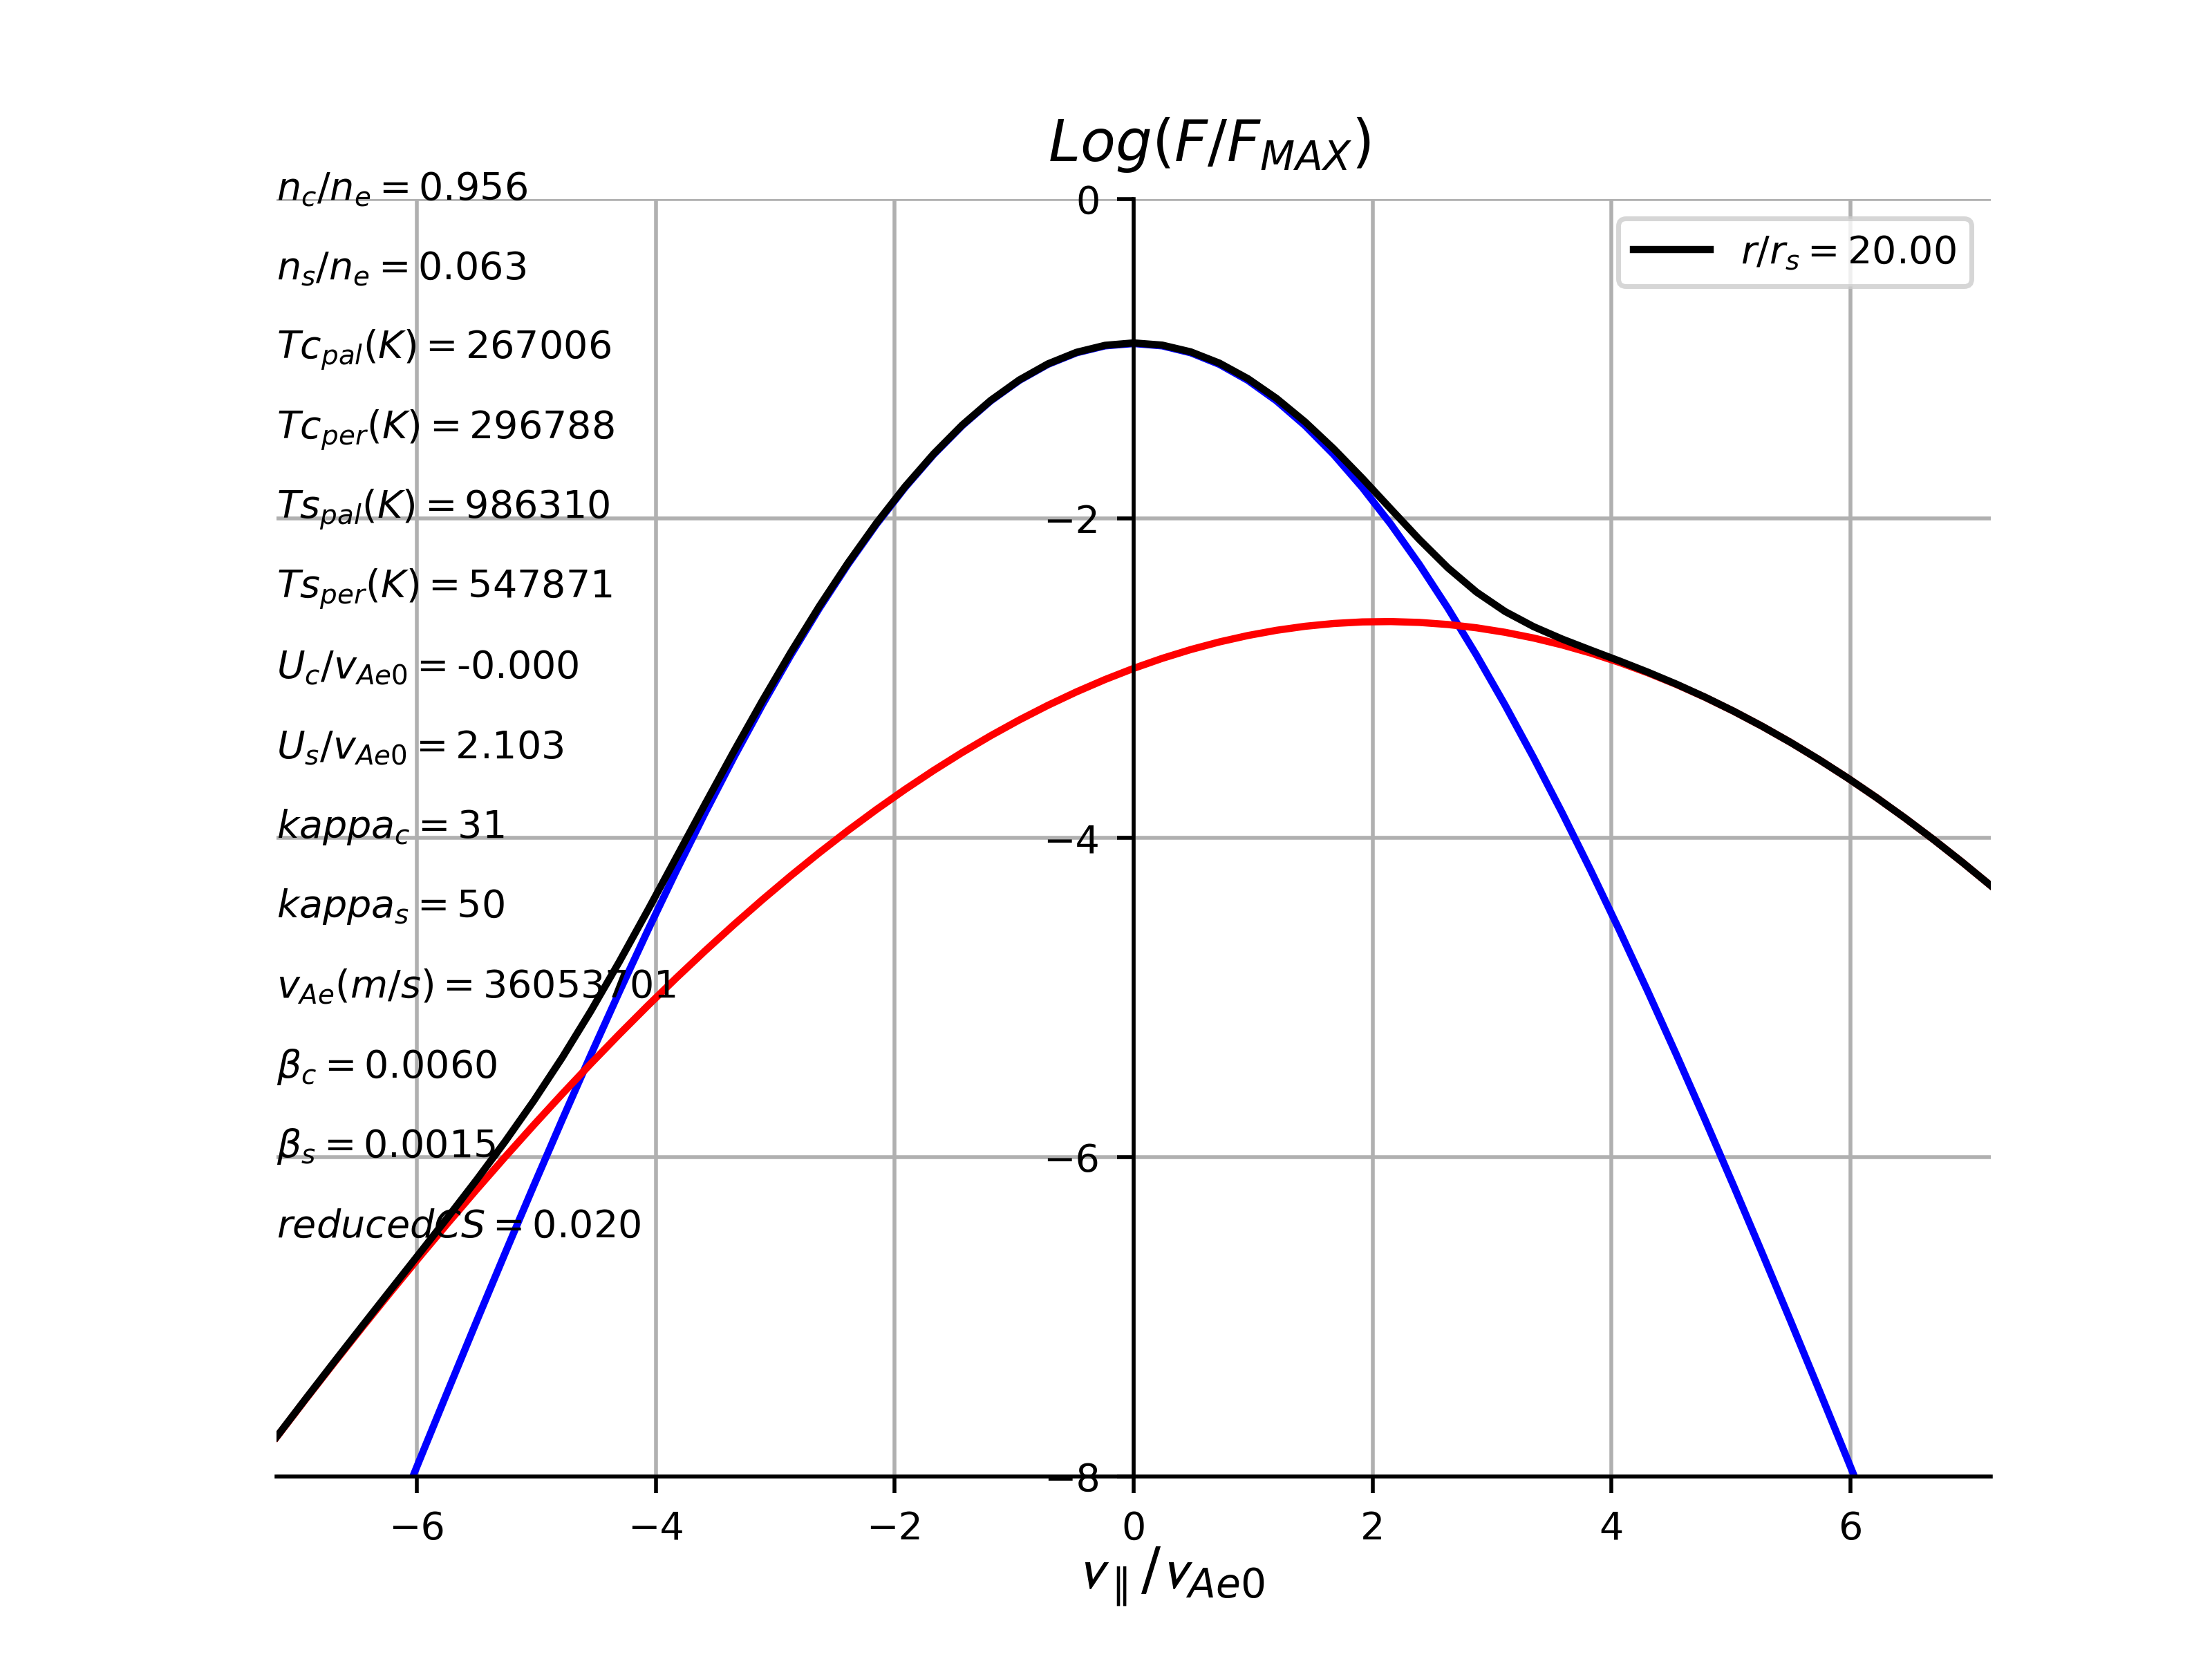 Log(F/F_MAX)
n_c/n_e = 0.956
n_s/n_e = 0.063
Tc_pal(K) = 267006
Tc_per(K) = 296788
Ts_pal(K) = 986310
Ts_per(K) = 547871
U_c/v_Ae0 = -0.000
U_s/v_Ae0 = 2.103
kappa_c = 31
kappa_s = 50
v_Ae(m/s) = 36053701
β_c = 0.0060
β_s = 0.0015
reducedCS = 0.020
r/r_s = 20.00
0
−2
−4
−6
−8
−6 −4 −2 0 2 4 6
v_∥/v_Ae0